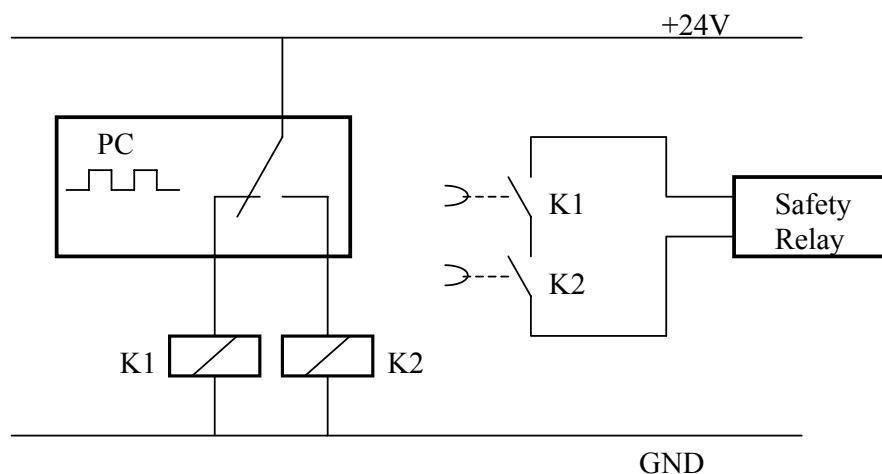 +24V
PC
K1
K2
K1
K2
Safety
Relay
GND